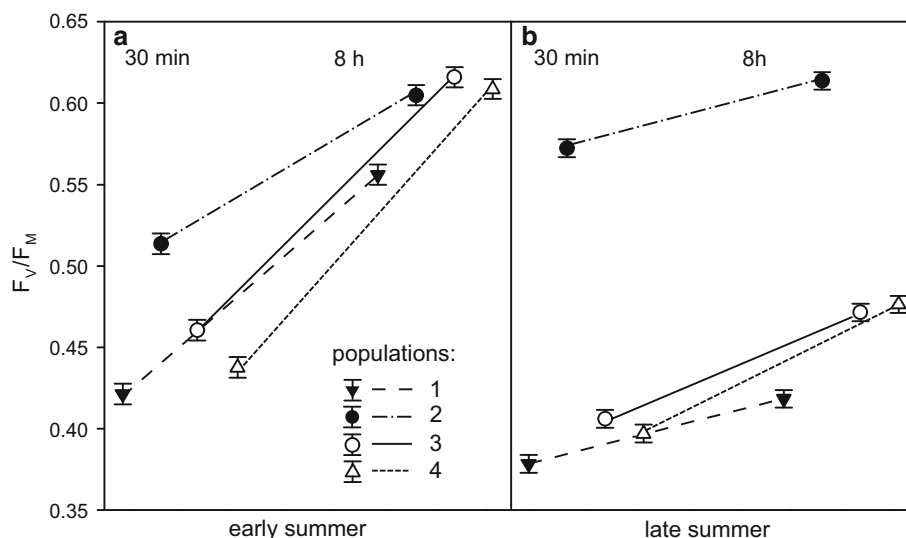 a
30 min
8 h
b
30 min
8h
0.65
0.60
0.55
0.50
0.45
0.40
0.35
Fv/FM
populations:
1
2
3
4
early summer
late summer